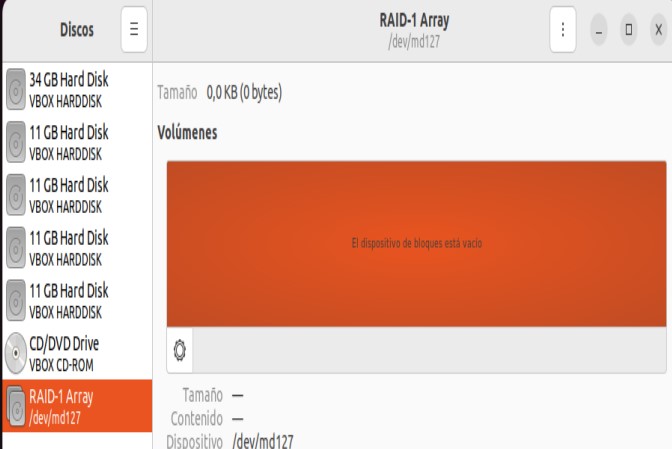 Discos
RAID-1 Array
/dev/md127
34 GB Hard Disk
VBOX HARDDISK
11 GB Hard Disk
VBOX HARDDISK
11 GB Hard Disk
VBOX HARDDISK
11 GB Hard Disk
VBOX HARDDISK
11 GB Hard Disk
VBOX HARDDISK
CD/DVD Drive
VBOX CD-ROM
RAID-1 Array
/dev/md127
Tamaño 0,0 KB (0 bytes)
Volúmenes
El dispositivo de bloques está vacío
Tamaño —
Contenido —
Dispositivo /dev/md127